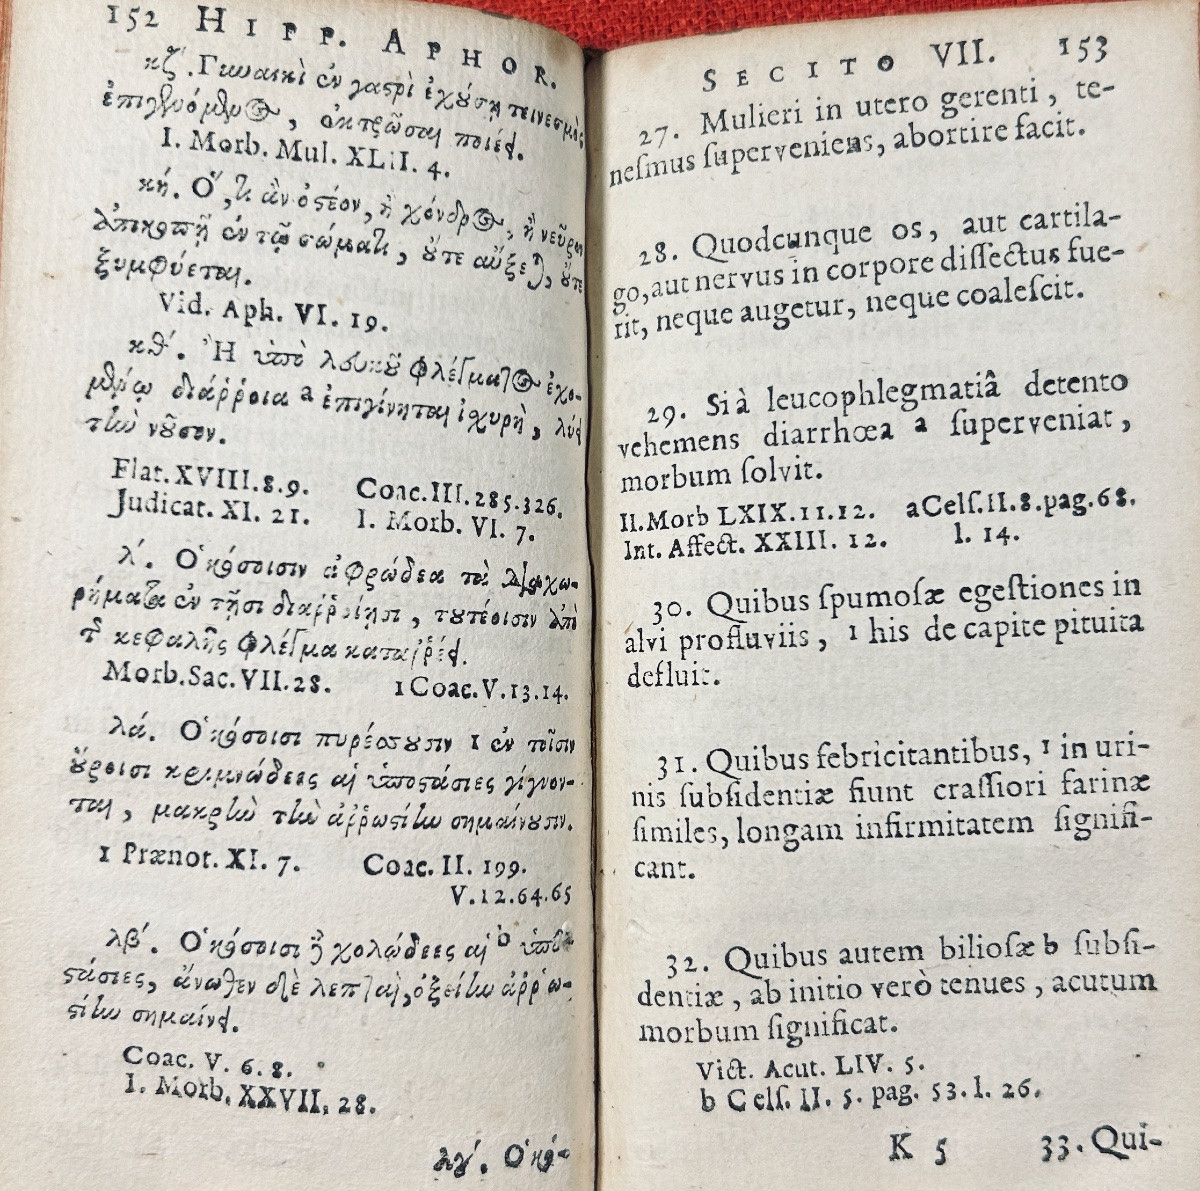 152 HIPP. APHOR.
κζ. Γυναικὶ ἐν γαστρὶ ἐχούσῃ τεινεσμὸς
ἐπιγενόμενος, ἐκτρῶσαι ποιέει.
I. Morb. Mul. XLII. 4.
κή. Ὅ, τι ἂν ὀστέον, ἢ χόνδρος, ἢ νεῦρον
ἀποκοπῇ ἐν τῷ σώματι, οὔτε αὔξεται, οὔτε
ξυμφύεται.
Vid. Aph. VI. 19.
κθ΄. Ἢ ὑπὸ λευκοῦ φλέγματος ἐχο-
μένῳ διάῤῥοια a ἐπιγίνηται ἰχυρὴ, λύει
τὴν νοῦσον.
Flat. XVIII. 8. 9. Coac. III. 285. 326.
Judicat. XI. 21. I. Morb. VI. 7.
λ΄. Ὁκόσοισιν ἀφρώδεα τὰ διαχω-
ρήματα ἐν τῇσι διαῤῥοίῃσι, τουτέοισιν ἀπὸ
τῆς κεφαλῆς φλέγμα καταῤῥέει.
Morb. Sac. VII. 28. 1 Coac. V. 13. 14.
λά. Ὁκόσοισι πυρέσσουσιν 1 ἐν τοῖσιν
οὔροισι κριμνώδεες αἱ ὑποστάσιες γίγνον-
ται, μακρὴν τὴν ἀῤῥωστίην σημαίνουσιν.
1 Prænot. XI. 7. Coac. II. 199.
V. 12. 64. 65
λβ΄. Ὁκόσοισι δὲ χολώδεες αἱ b ὑπο-
στάσιες, ἄνωθεν δὲ λεπταὶ, ὀξείην ἀῤῥω-
στίην σημαίνει.
Coac. V. 6. 8.
I. Morb. XXVII. 28.
λγ΄. Ὁκό-
SECITO VII. 153
27. Mulieri in utero gerenti, te-
neſmus ſuperveniens, abortire facit.
28. Quodcunque os, aut cartila-
go, aut nervus in corpore diſſectus fue-
rit, neque augetur, neque coaleſcit.
29. Si à leucophlegmatiâ detento
vehemens diarrhœa a ſuperveniat,
morbum ſolvit.
II. Morb LXIX. 11. 12. a Celſ. II. 8. pag. 68.
Int. Affect. XXIII. 12. l. 14.
30. Quibus ſpumoſæ egeſtiones in
alvi profluviis, 1 his de capite pituita
defluit.
31. Quibus febricitantibus, 1 in uri-
nis ſubſidentiæ fiunt craſſiori farinæ
ſimiles, longam infirmitatem ſignifi-
cant.
32. Quibus autem bilioſæ b ſubſi-
dentiæ, ab initio verò tenues, acutum
morbum ſignificat.
Vict. Acut. LIV. 5.
b Celſ. II. 5. pag. 53. l. 26.
K 5 33. Qui-